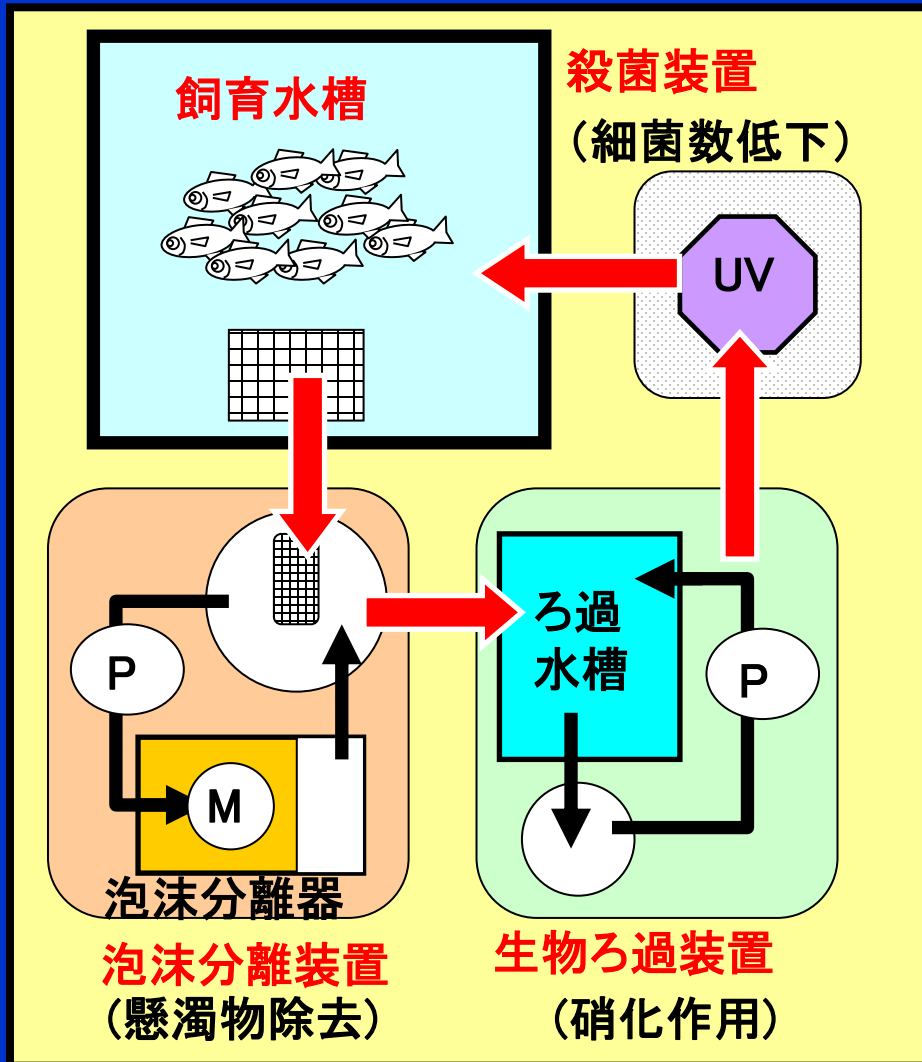 飼育水槽
殺菌装置
(細菌数低下)
UV
P
M
泡沫分離器
泡沫分離装置
(懸濁物除去)
ろ過
水槽
P
生物ろ過装置
(硝化作用)